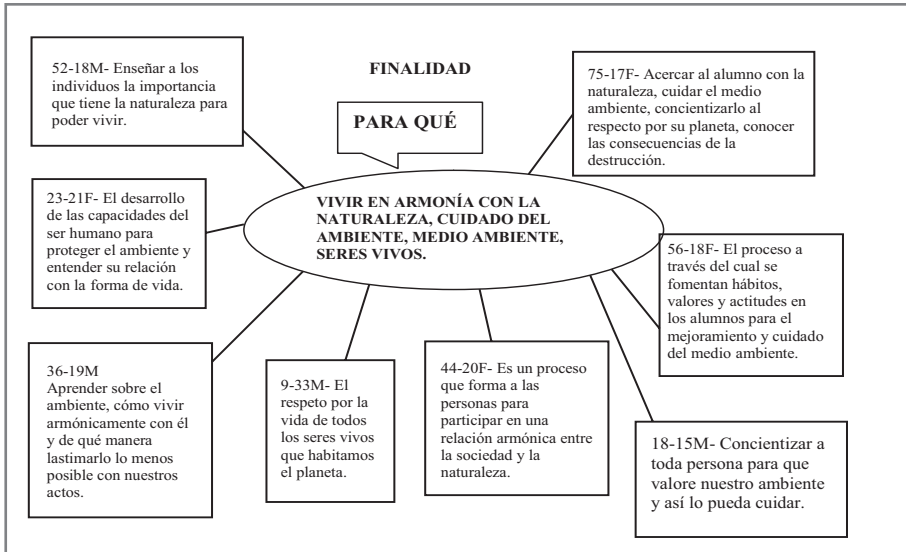 FINALIDAD
PARA QUÉ
52-18M- Enseñar a los
individuos la importancia
que tiene la naturaleza para
poder vivir.
75-17F- Acercar al alumno con la
naturaleza, cuidar el medio
ambiente, concientizarlo al
respecto por su planeta, conocer
las consecuencias de la
destrucción.
VIVIR EN ARMONÍA CON LA
NATURALEZA, CUIDADO DEL
AMBIENTE, MEDIO AMBIENTE,
SERES VIVOS.
23-21F- El desarrollo
de las capacidades del
ser humano para
proteger el ambiente y
entender su relación
con la forma de vida.
56-18F- El proceso a
través del cual se
fomentan hábitos,
valores y actitudes en
los alumnos para el
mejoramiento y cuidado
del medio ambiente.
36-19M
Aprender sobre el
ambiente, cómo vivir
armónicamente con él
y de qué manera
lastimarlo lo menos
posible con nuestros
actos.
9-33M- El
respeto por la
vida de todos
los seres vivos
que habitamos
el planeta.
44-20F- Es un proceso
que forma a las
personas para
participar en una
relación armónica entre
la sociedad y la
naturaleza.
18-15M- Concientizar a
toda persona para que
valore nuestro ambiente
y así lo pueda cuidar.